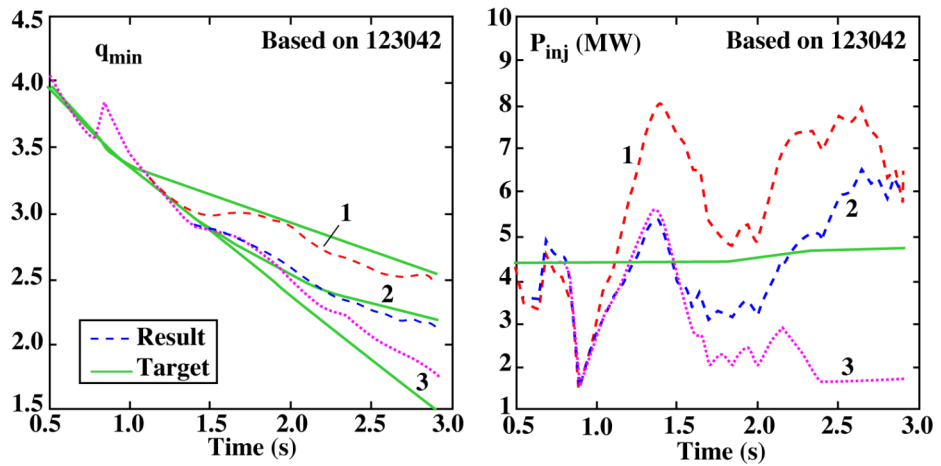 4.5
4.0
3.5
3.0
2.5
2.0
1.5
q_min
Based on 123042
1
2
3
Result
Target
0.5 1.0 1.5 2.0 2.5 3.0
Time (s)
10
9
8
7
6
5
4
3
2
1
P_inj (MW)
Based on 123042
1
2
3
0.5 1.0 1.5 2.0 2.5 3.0
Time (s)